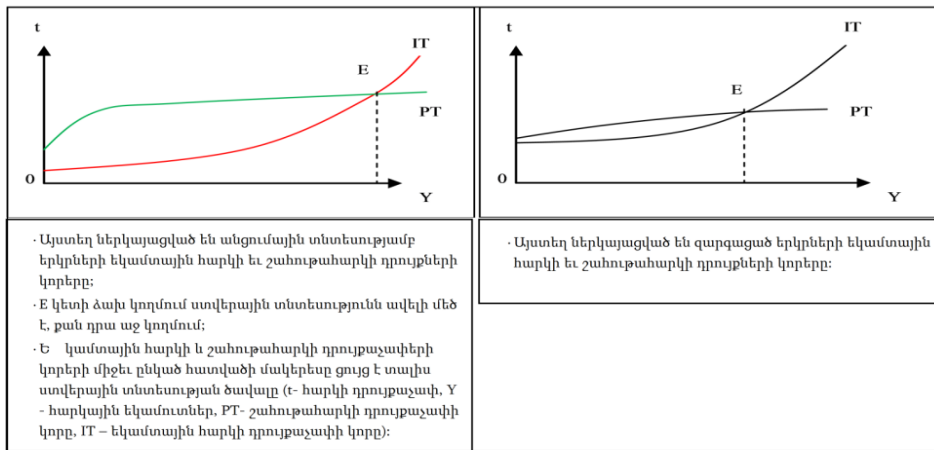 t
IT
E
PT
0
Y
t
IT
E
PT
0
Y
· Այստեղ ներկայացված են անցումային տնտեսությամբ
երկրների եկամտային հարկի եւ շահութահարկի դրույքների
կորերը;
· E կետի ձախ կողմում ստվերային տնտեսությունն ավելի մեծ
է, քան դրա աջ կողմում;
· Ե կամտային հարկի և շահութահարկի դրույքաչափերի
կորերի միջեւ ընկած հատվածի մակերեսը ցույց է տալիս
ստվերային տնտեսության ծավալը (t- հարկի դրույքաչափ, Y
- հարկային եկամուտներ, PT- շահութահարկի դրույքաչափի
կորը, IT – եկամտային հարկի դրույքաչափի կորը):
· Այստեղ ներկայացված են զարգացած երկրների եկամտային
հարկի եւ շահութահարկի դրույքների կորերը: